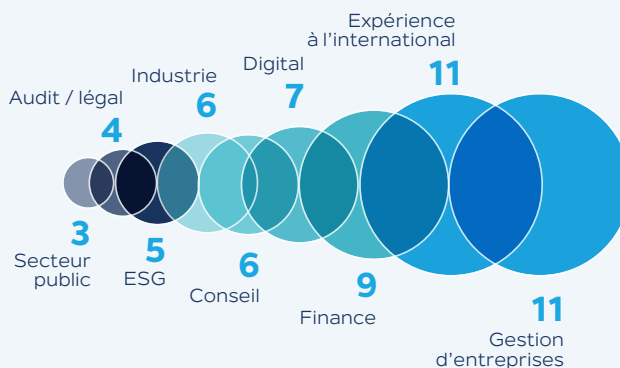 Expérience
à l'international
11
Digital
7
Industrie
6
Audit / légal
4
3
Secteur
public
5
ESG
6
Conseil
9
Finance
11
Gestion
d'entreprises